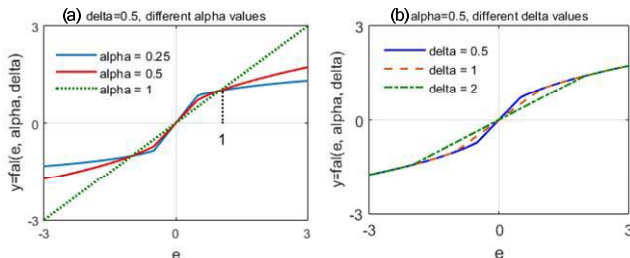 (a) delta=0.5, different alpha values
3
alpha = 0.25
alpha = 0.5
alpha = 1
y=fal(e, alpha, delta)
0
1
-3
-3
0
3
e
(b) alpha=0.5, different delta values
3
delta = 0.5
delta = 1
delta = 2
y=fal(e, alpha, delta)
0
-3
-3
0
3
e